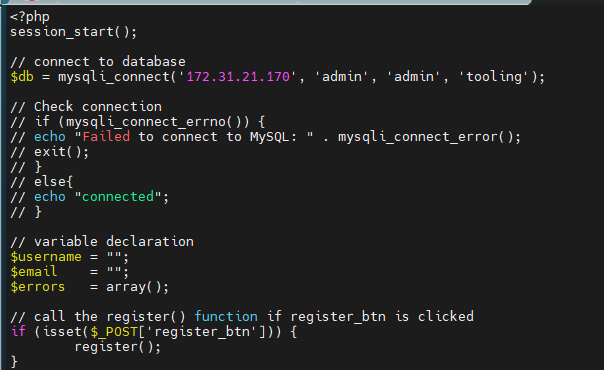 <?php
session_start();

// connect to database
$db = mysqli_connect('172.31.21.170', 'admin', 'admin', 'tooling');

// Check connection
// if (mysqli_connect_errno()) {
// echo "Failed to connect to MySQL: " . mysqli_connect_error();
// exit();
// }
// else{
// echo "connected";
// }

// variable declaration
$username = "";
$email    = "";
$errors   = array();

// call the register() function if register_btn is clicked
if (isset($_POST['register_btn'])) {
        register();
}